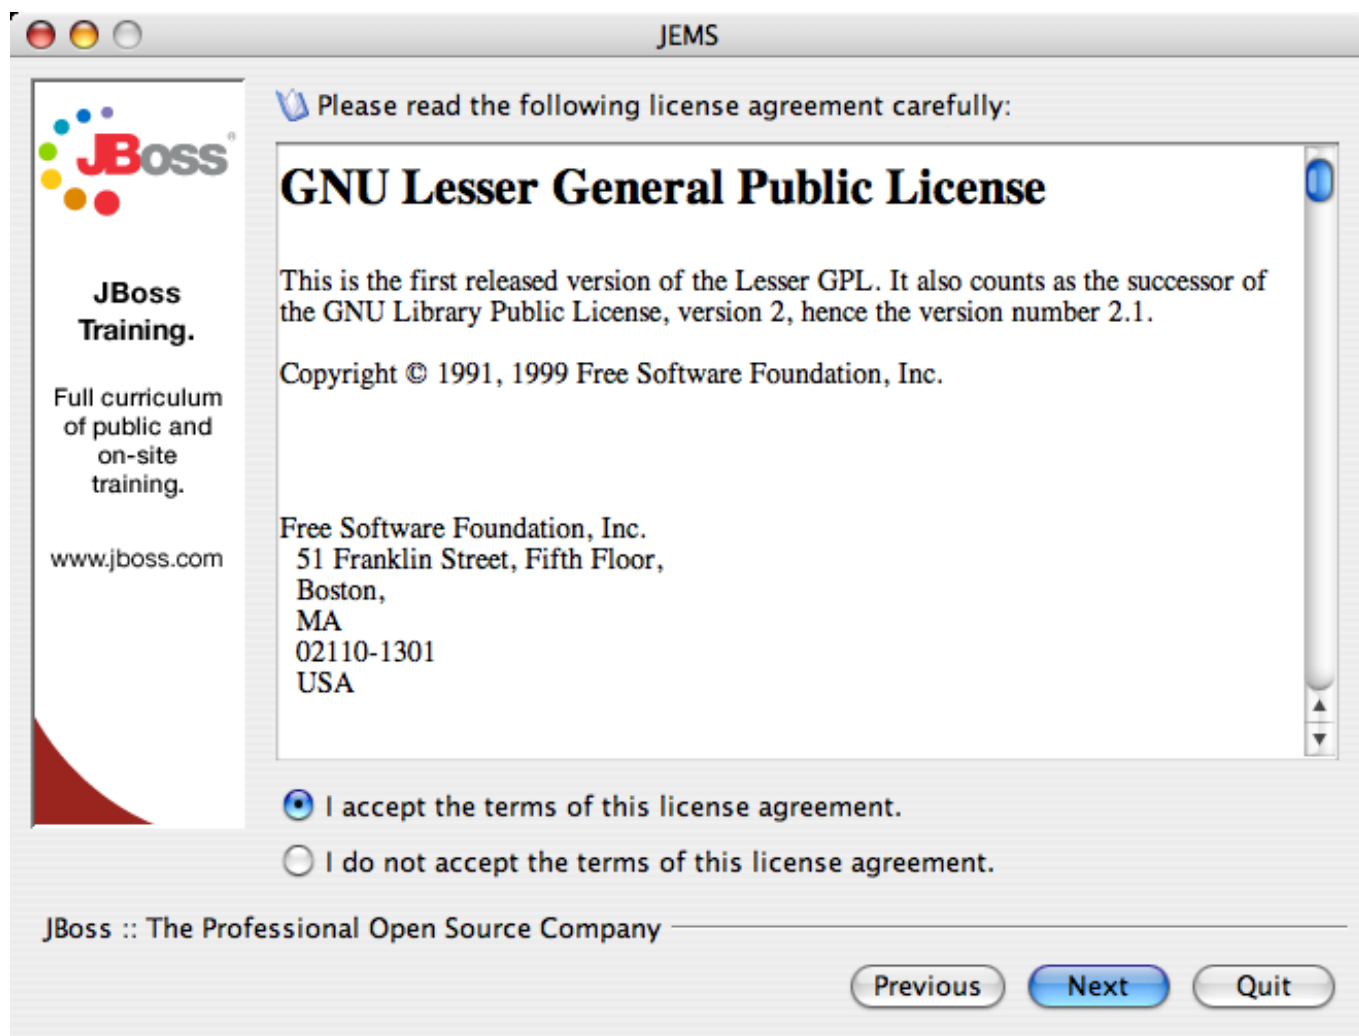 JEMS
JBoss®
JBoss
Training.
Full curriculum
of public and
on-site
training.
www.jboss.com
Please read the following license agreement carefully:
GNU Lesser General Public License
This is the first released version of the Lesser GPL. It also counts as the successor of
the GNU Library Public License, version 2, hence the version number 2.1.
Copyright © 1991, 1999 Free Software Foundation, Inc.
Free Software Foundation, Inc.
51 Franklin Street, Fifth Floor,
Boston,
MA
02110-1301
USA
I accept the terms of this license agreement.
I do not accept the terms of this license agreement.
JBoss :: The Professional Open Source Company
Previous
Next
Quit